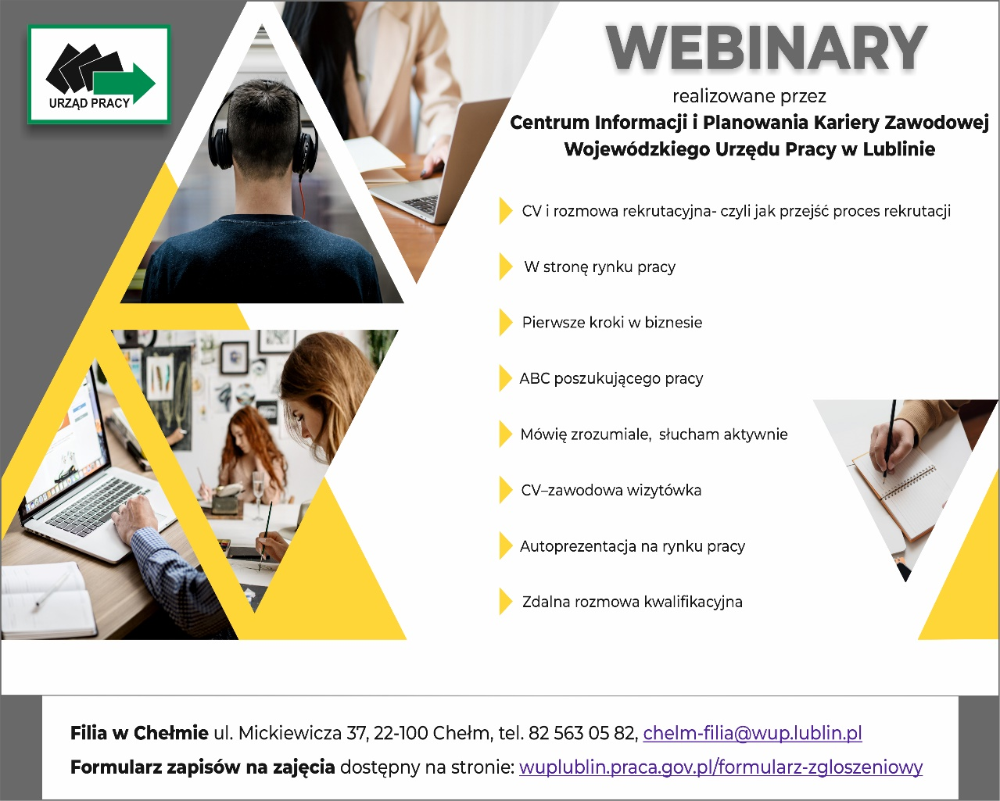 URZĄD PRACY
WEBINARY
realizowane przez
Centrum Informacji i Planowania Kariery Zawodowej
Wojewódzkiego Urzędu Pracy w Lublinie
CV i rozmowa rekrutacyjna- czyli jak przejść proces rekrutacji
W stronę rynku pracy
Pierwsze kroki w biznesie
ABC poszukującego pracy
Mówię zrozumiale, słucham aktywnie
CV–zawodowa wizytówka
Autoprezentacja na rynku pracy
Zdalna rozmowa kwalifikacyjna
Filia w Chełmie ul. Mickiewicza 37, 22-100 Chełm, tel. 82 563 05 82, chelm-filia@wup.lublin.pl
Formularz zapisów na zajęcia dostępny na stronie: wuplublin.praca.gov.pl/formularz-zgloszeniowy